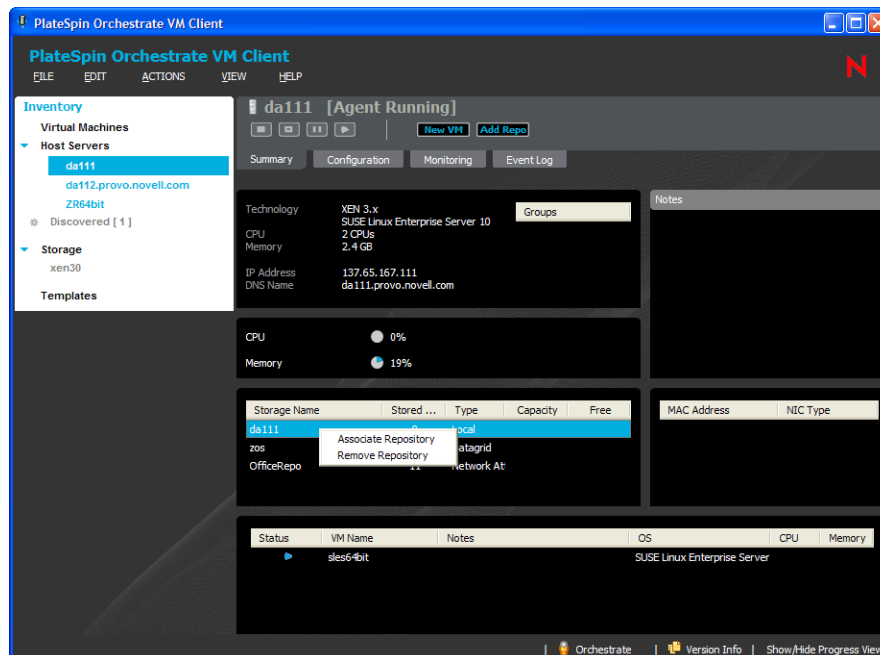 PlateSpin Orchestrate VM Client
PlateSpin Orchestrate VM Client
FILE EDIT ACTIONS VIEW HELP
N
Inventory
Virtual Machines
Host Servers
da111
da112.provo.novell.com
ZR64bit
Discovered [ 1 ]
Storage
xen30
Templates
da111 [Agent Running]
New VM Add Repo
Summary Configuration Monitoring Event Log
Technology XEN 3.x
SUSE Linux Enterprise Server 10
CPU 2 CPUs
Memory 2.4 GB
IP Address 137.65.167.111
DNS Name da111.provo.novell.com
Groups
Notes
CPU 0%
Memory 19%
Storage Name Stored ... Type Capacity Free
da111 Local
zos atagrid
OfficeRepo 11 Network At
Associate Repository
Remove Repository
MAC Address NIC Type
Status VM Name Notes OS CPU Memory
sles64bit SUSE Linux Enterprise Server
Orchestrate | Version Info | Show/Hide Progress View